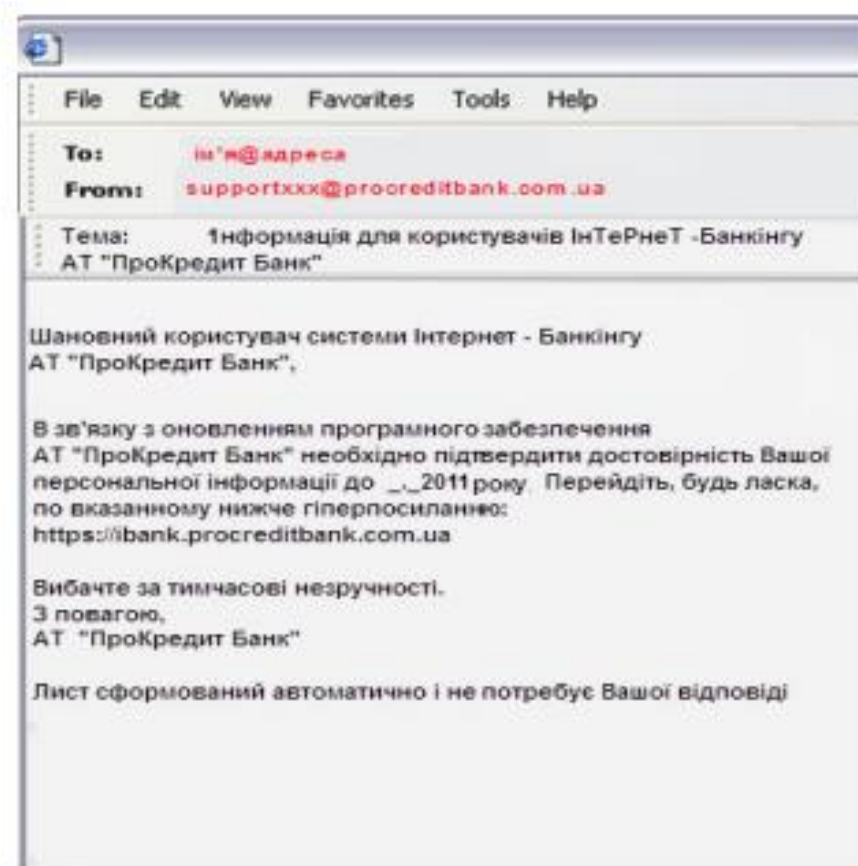 File Edit View Favorites Tools Help
To: ім'я@адреса
From: supportxxx@procreditbank.com.ua
Тема: 1нформація для користувачів ІнТеРнеТ -Банкінгу
АТ "ПроКредит Банк"
Шановний користувач системи Інтернет - Банкінгу
АТ "ПроКредит Банк",
В зв'язку з оновленням програмного забезпечення
АТ "ПроКредит Банк" необхідно підтвердити достовірність Вашої
персональної інформації до _._2011 року Перейдіть, будь ласка,
по вказанному нижче гіперпосиланню:
https://ibank.procreditbank.com.ua
Вибачте за тимчасові незручності.
З повагою,
АТ "ПроКредит Банк"
Лист сформований автоматично і не потребує Вашої відповіді